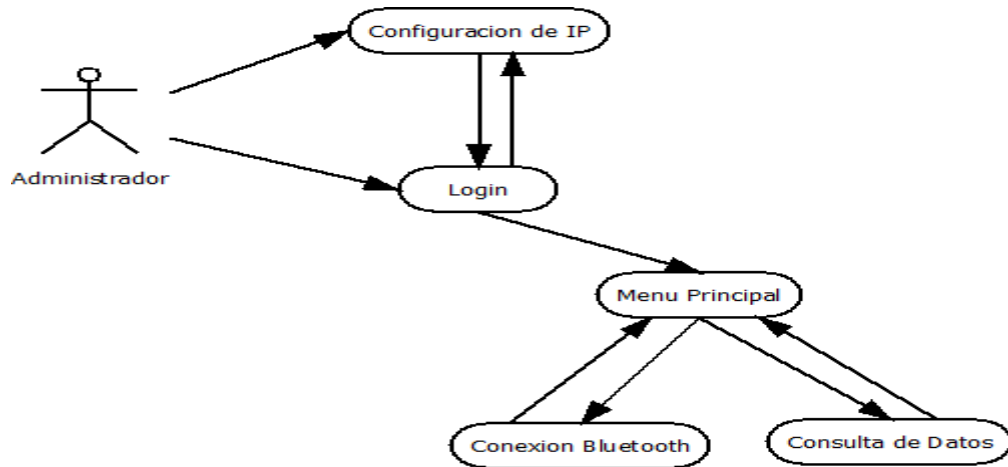 Configuracion de IP
Administrador
Login
Menu Principal
Conexion Bluetooth
Consulta de Datos